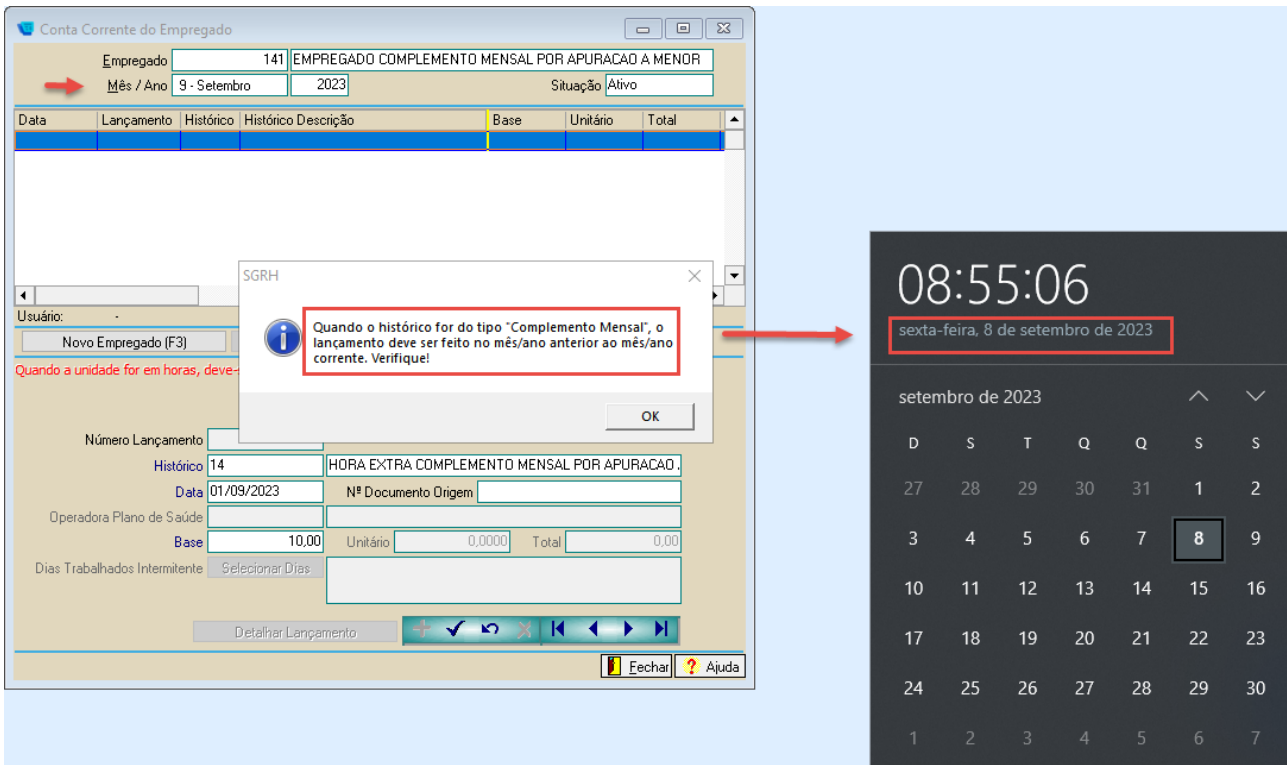 Conta Corrente do Empregado
Empregado 141 EMPREGADO COMPLEMENTO MENSAL POR APURACAO A MENOR
Mês / Ano 9 - Setembro 2023 Situação Ativo
Data Lançamento Histórico Histórico Descrição Base Unitário Total
SGRH
Quando o histórico for do tipo "Complemento Mensal", o
lançamento deve ser feito no mês/ano anterior ao mês/ano
corrente. Verifique!
OK
Usuário: -
Novo Empregado (F3)
Quando a unidade for em horas, deve-
Número Lançamento
Histórico 14 HORA EXTRA COMPLEMENTO MENSAL POR APURACAO
Data 01/09/2023 Nº Documento Origem
Operadora Plano de Saúde
Base 10,00 Unitário 0,0000 Total 0,00
Dias Trabalhados Intermitente Selecionar Dias
Detalhar Lançamento
Fechar ? Ajuda
08:55:06
sexta-feira, 8 de setembro de 2023
setembro de 2023
D S T Q Q S S
27 28 29 30 31 1 2
3 4 5 6 7 8 9
10 11 12 13 14 15 16
17 18 19 20 21 22 23
24 25 26 27 28 29 30
1 2 3 4 5 6 7